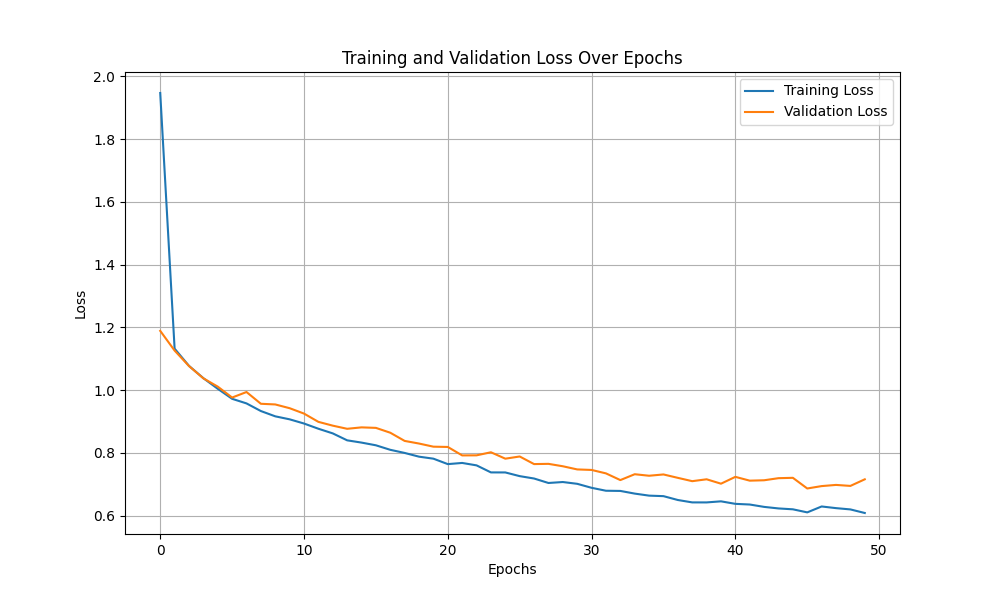 Training and Validation Loss Over Epochs
Training Loss
Validation Loss
Loss
2.0
1.8
1.6
1.4
1.2
1.0
0.8
0.6
0 10 20 30 40 50
Epochs